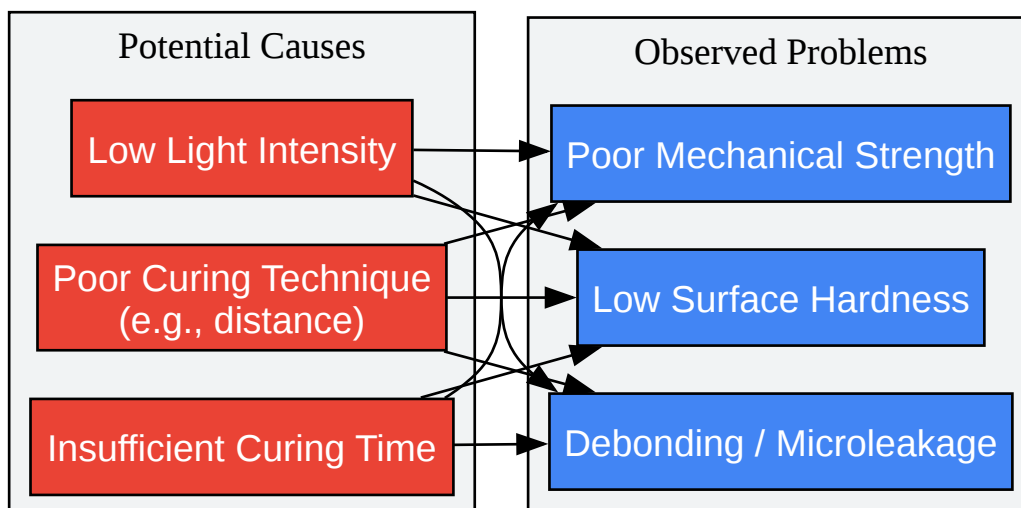 Potential Causes
Low Light Intensity
Poor Curing Technique
(e.g., distance)
Insufficient Curing Time
Observed Problems
Poor Mechanical Strength
Low Surface Hardness
Debonding / Microleakage